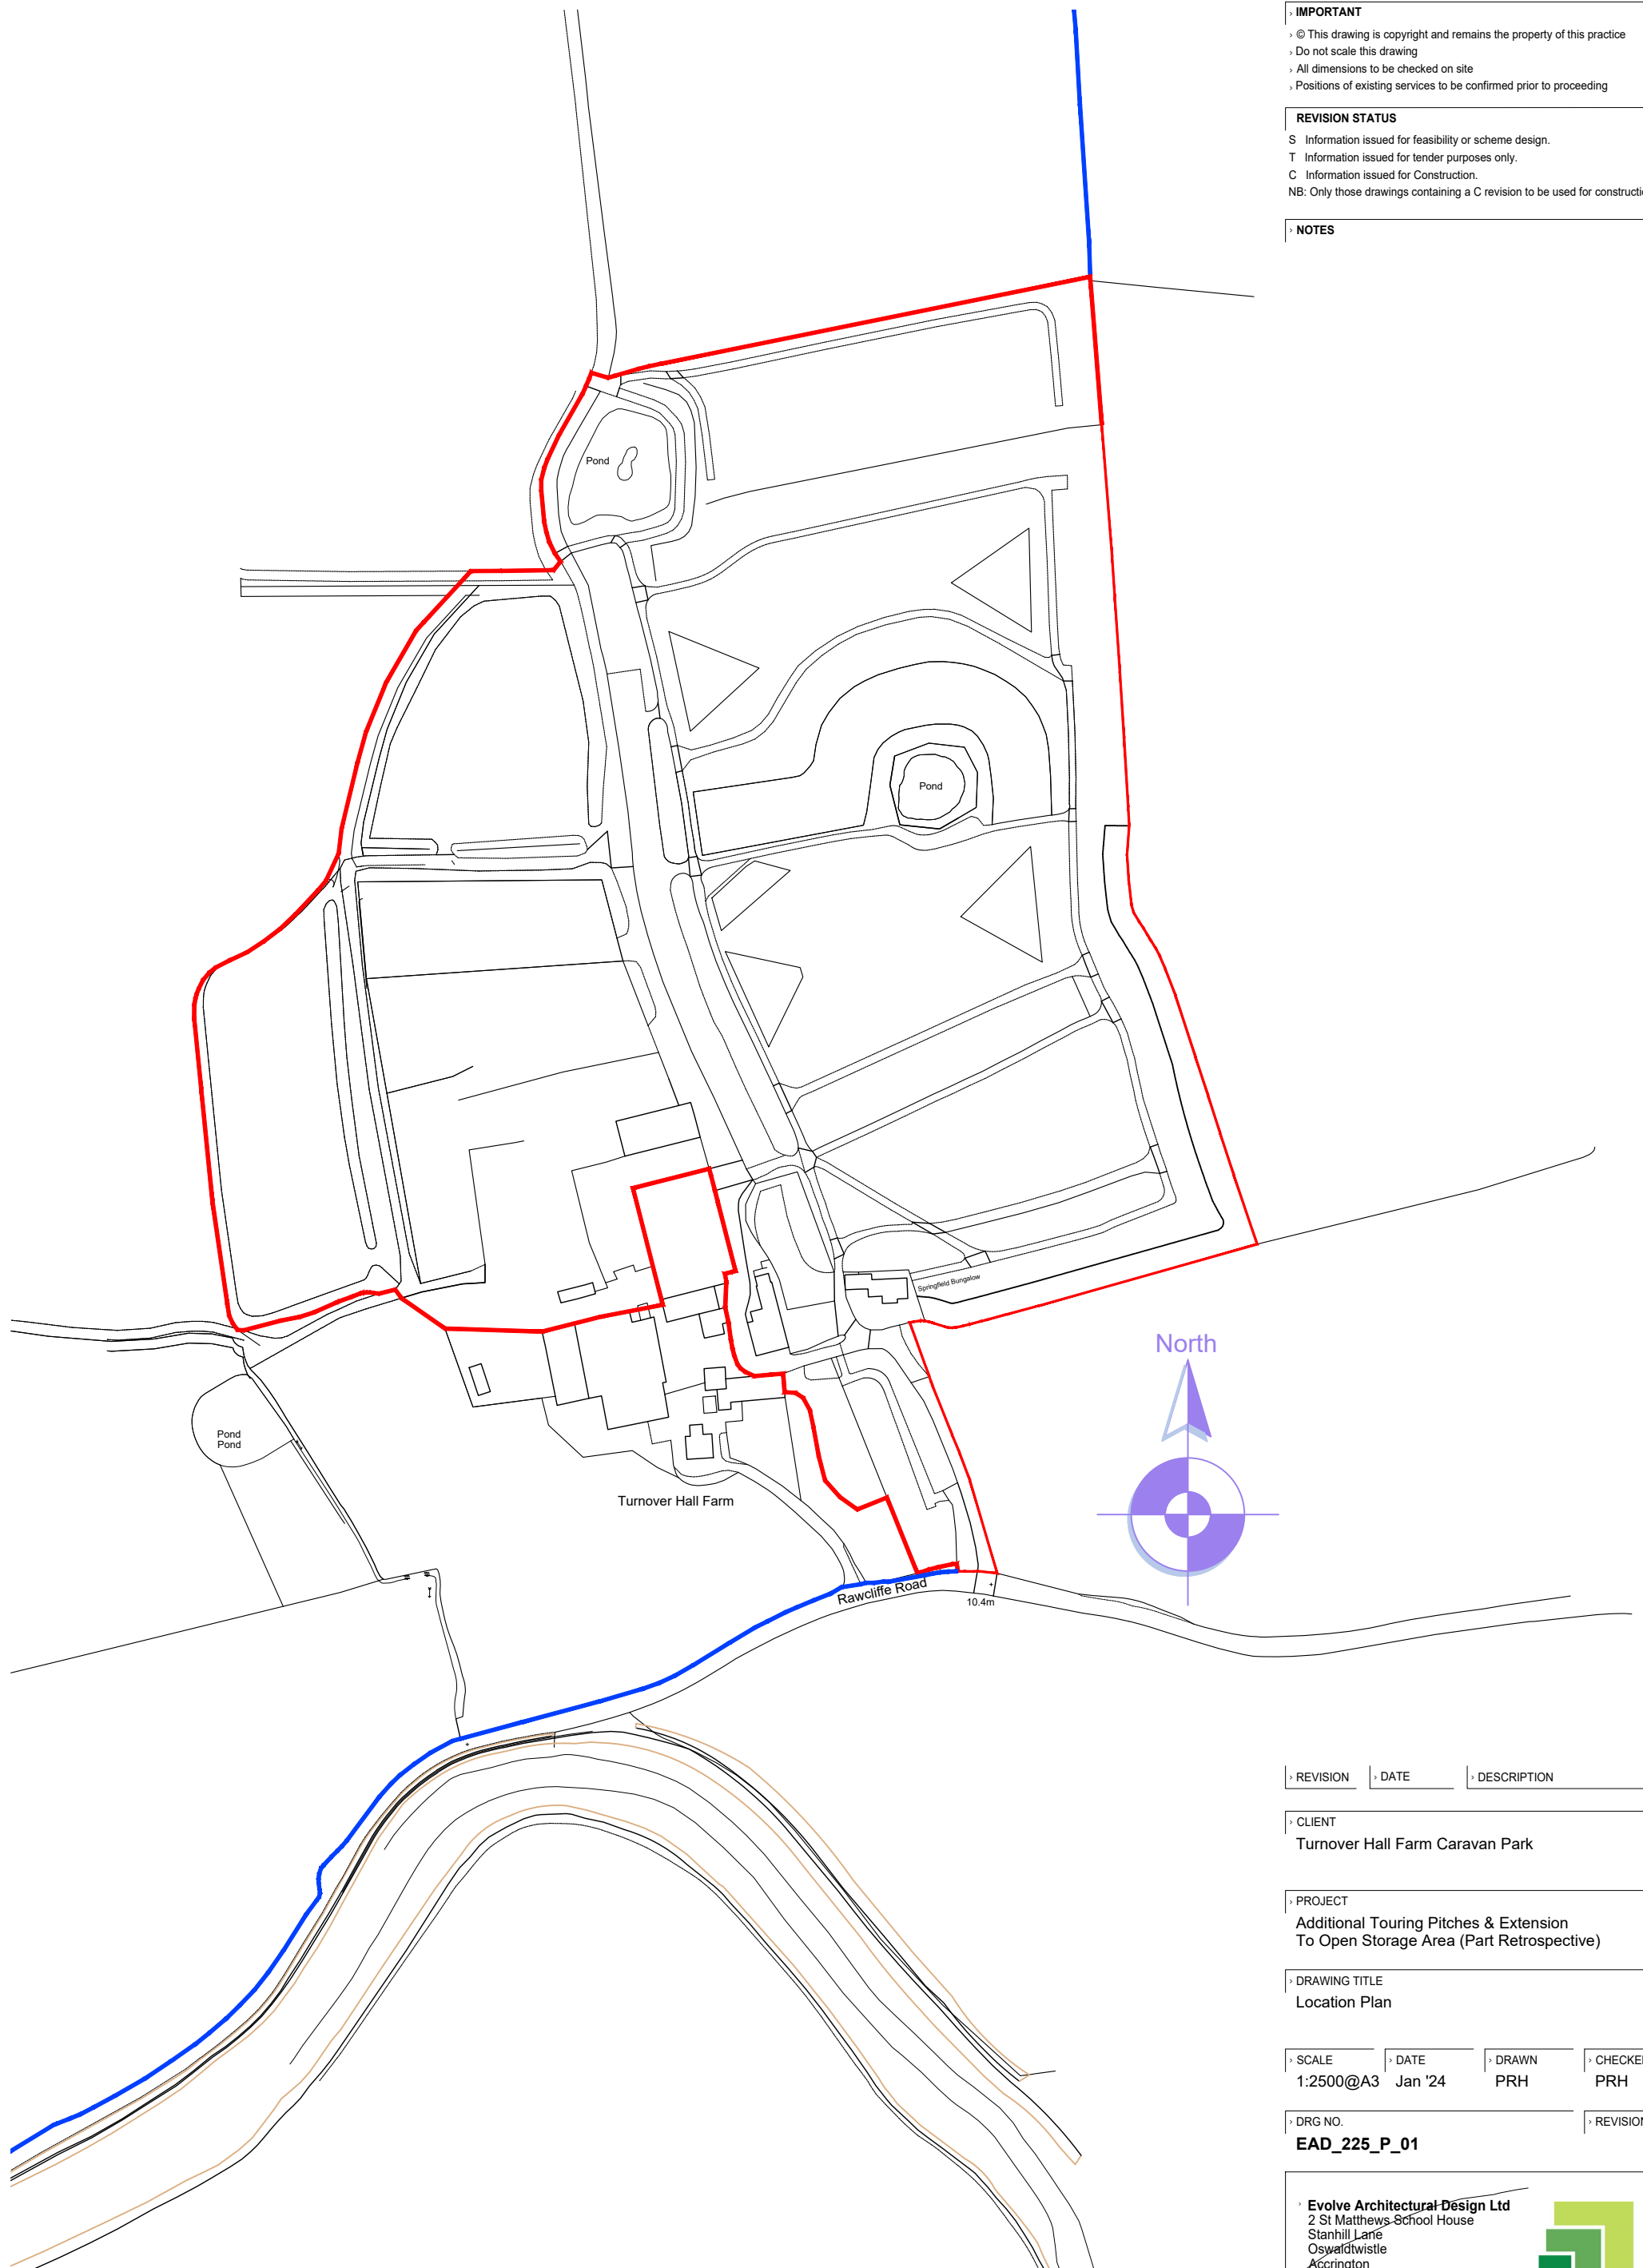 IMPORTANT
© This drawing is copyright and remains the property of this practice
Do not scale this drawing
All dimensions to be checked on site
Positions of existing services to be confirmed prior to proceeding
REVISION STATUS
S Information issued for feasibility or scheme design.
T Information issued for tender purposes only.
C Information issued for Construction.
NB: Only those drawings containing a C revision to be used for constructi
NOTES
Pond
Pond
Springfield Bungalow
North
Pond
Pond
Turnover Hall Farm
Rawcliffe Road
10.4m
REVISION DATE DESCRIPTION
CLIENT
Turnover Hall Farm Caravan Park
PROJECT
Additional Touring Pitches & Extension
To Open Storage Area (Part Retrospective)
DRAWING TITLE
Location Plan
SCALE DATE DRAWN CHECKE
1:2500@A3 Jan '24 PRH PRH
DRG NO. REVISION
EAD_225_P_01
Evolve Architectural Design Ltd
2 St Matthews School House
Stanhill Lane
Oswaldtwistle
Accrington